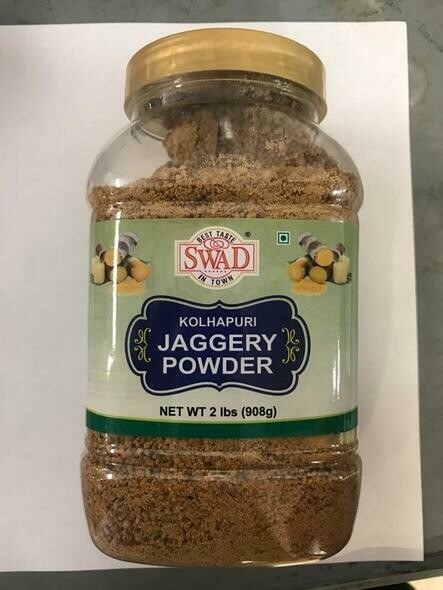 BEST TASTE
®
SWAD
IN TOWN
KOLHAPURI
JAGGERY
POWDER
NET WT 2 lbs (908g)